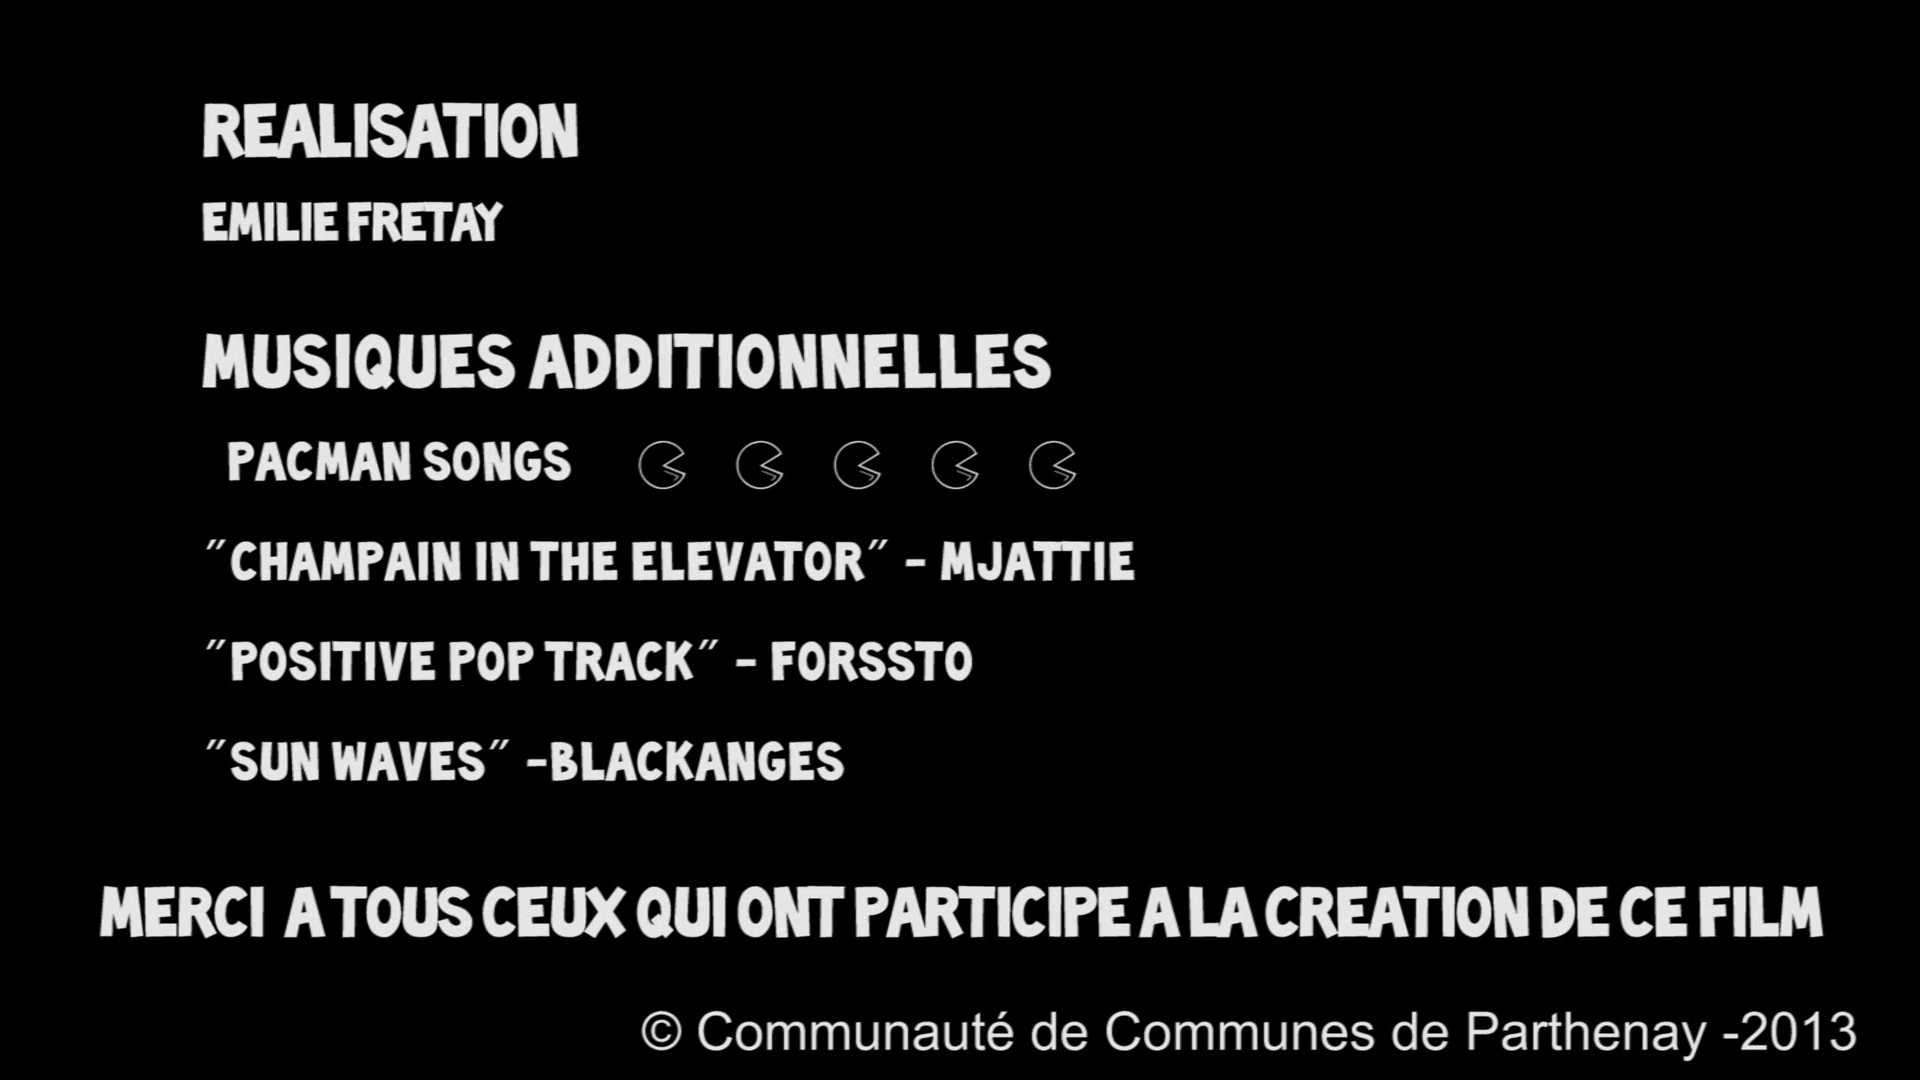 REALISATION
EMILIE FRETAY
MUSIQUES ADDITIONNELLES
PACMAN SONGS
"CHAMPAIN IN THE ELEVATOR" - MJATTIE
"POSITIVE POP TRACK" - FORSSTO
"SUN WAVES" -BLACKANGES
MERCI A TOUS CEUX QUI ONT PARTICIPE A LA CREATION DE CE FILM
© Communauté de Communes de Parthenay -2013